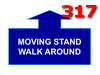 317
MOVING STAND
WALK AROUND